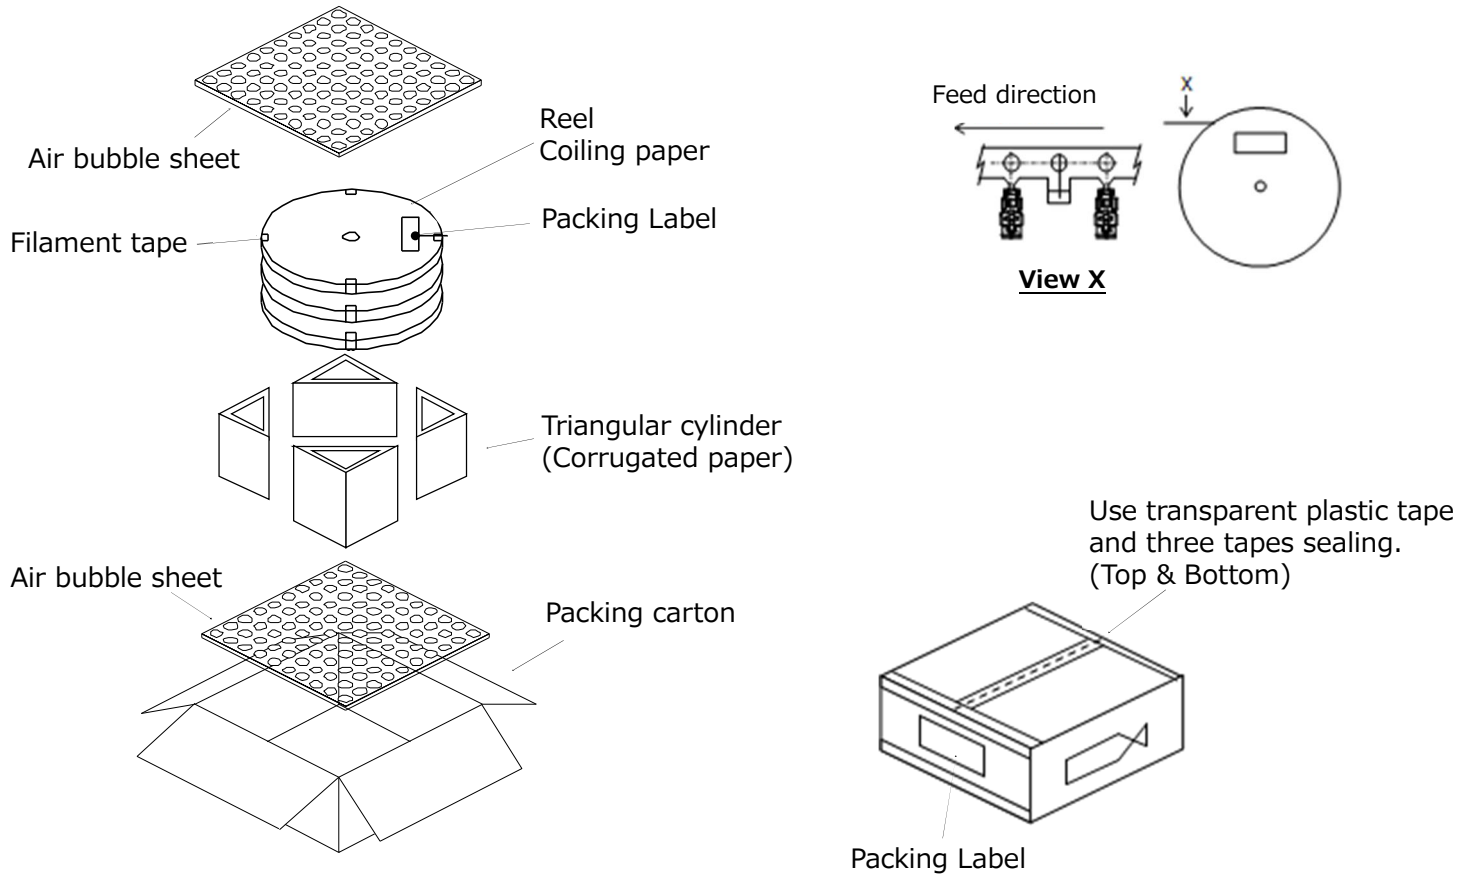 Air bubble sheet
Reel
Coiling paper
Packing Label
Filament tape
Triangular cylinder
(Corrugated paper)
Air bubble sheet
Packing carton
Feed direction
X
View X
Use transparent plastic tape
and three tapes sealing.
(Top & Bottom)
Packing Label